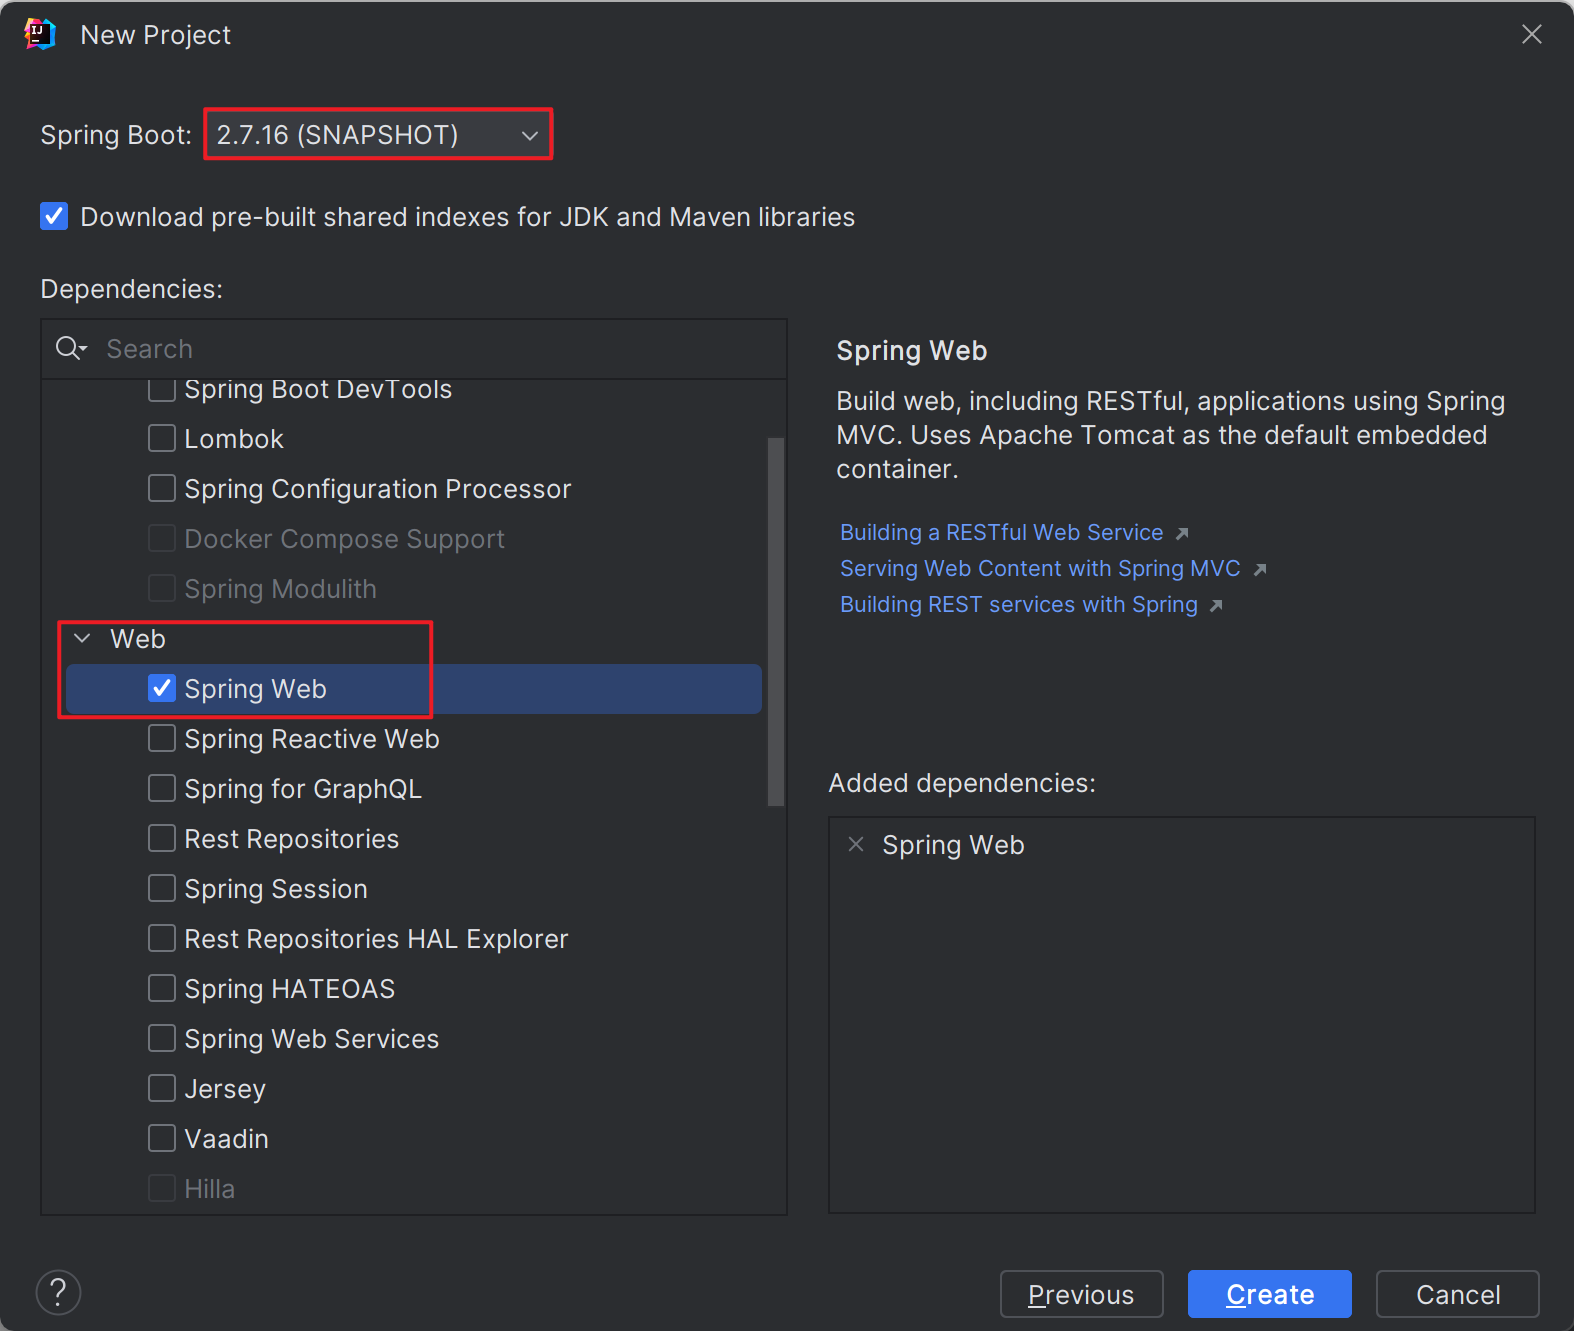 New Project
Spring Boot: 2.7.16 (SNAPSHOT)
Download pre-built shared indexes for JDK and Maven libraries
Dependencies:
Search
Spring Boot DevTools
Lombok
Spring Configuration Processor
Docker Compose Support
Spring Modulith
Web
Spring Web
Spring Reactive Web
Spring for GraphQL
Rest Repositories
Spring Session
Rest Repositories HAL Explorer
Spring HATEOAS
Spring Web Services
Jersey
Vaadin
Hilla
Spring Web
Build web, including RESTful, applications using Spring
MVC. Uses Apache Tomcat as the default embedded
container.
Building a RESTful Web Service
Serving Web Content with Spring MVC
Building REST services with Spring
Added dependencies:
Spring Web
?
Previous
Create
Cancel